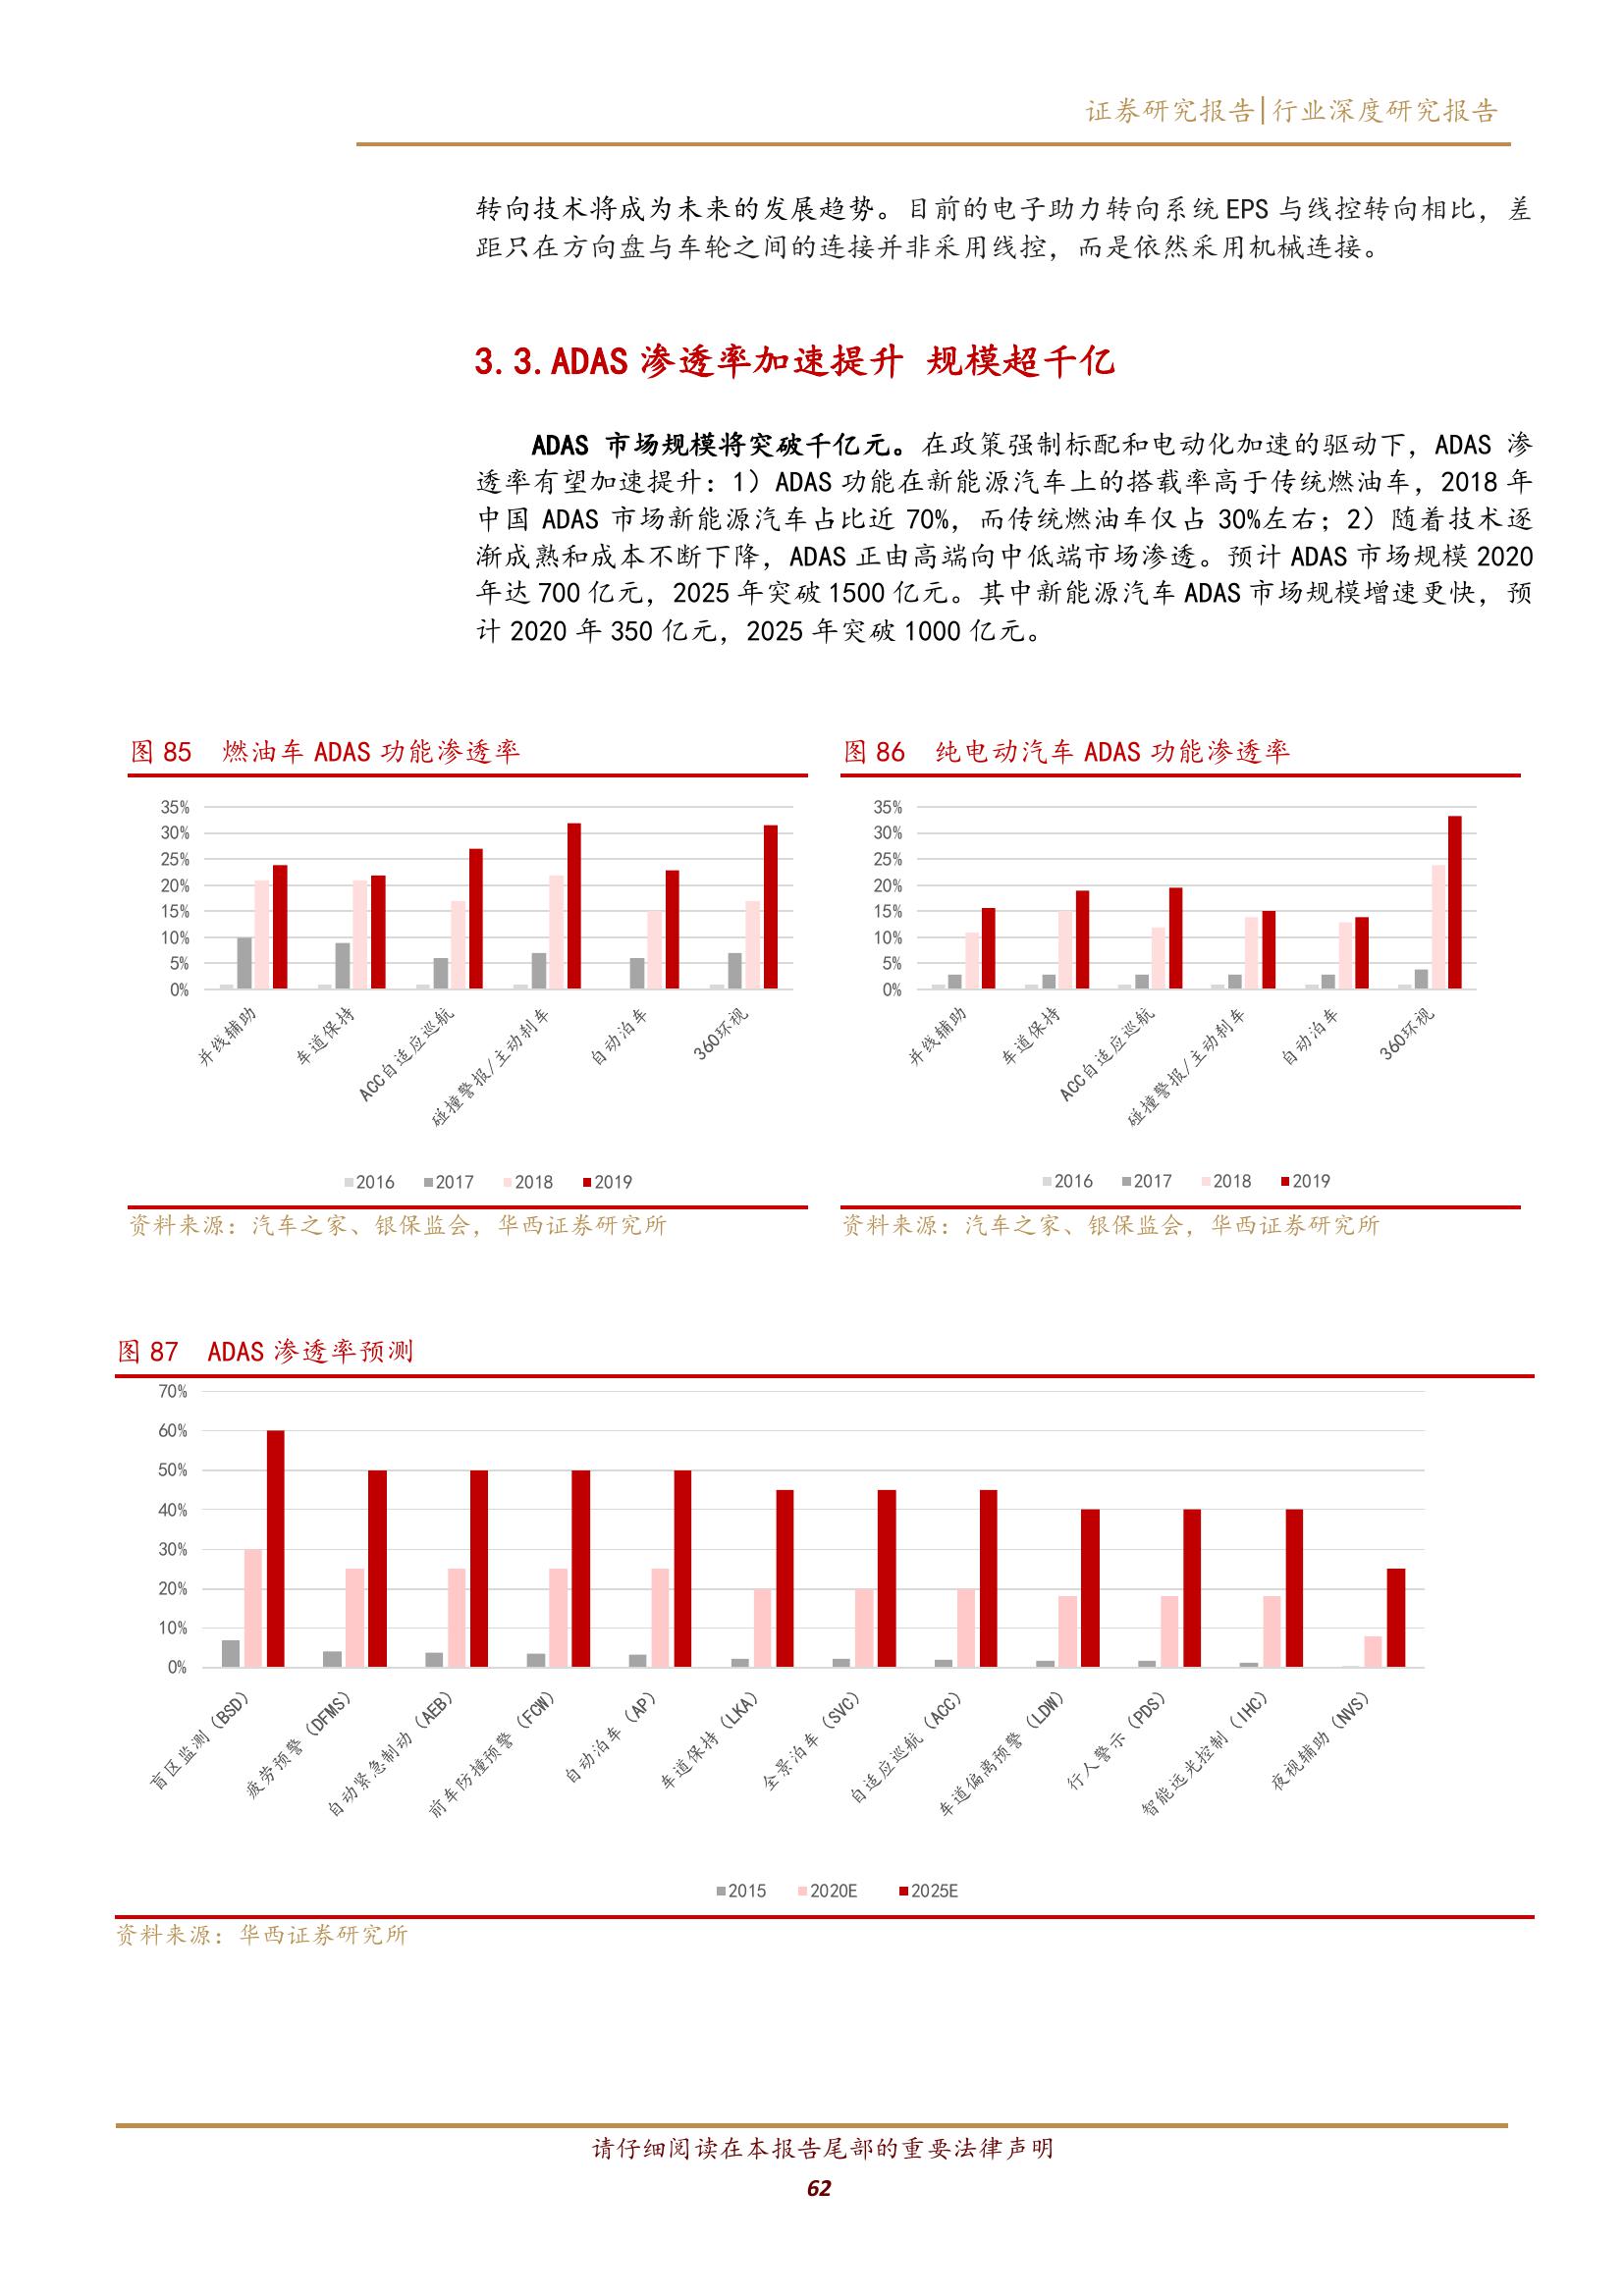 证券研究报告|行业深度研究报告
转向技术将成为未来的发展趋势。目前的电子助力转向系统 EPS 与线控转向相比，差
距只在方向盘与车轮之间的连接并非采用线控，而是依然采用机械连接。
3.3.ADAS 渗透率加速提升 规模超千亿
ADAS 市场规模将突破千亿元。在政策强制标配和电动化加速的驱动下，ADAS 渗
透率有望加速提升：1）ADAS 功能在新能源汽车上的搭载率高于传统燃油车，2018 年
中国 ADAS 市场新能源汽车占比近 70%，而传统燃油车仅占 30%左右；2）随着技术逐
渐成熟和成本不断下降，ADAS 正由高端向中低端市场渗透。预计 ADAS 市场规模 2020
年达 700 亿元，2025 年突破 1500 亿元。其中新能源汽车 ADAS 市场规模增速更快，预
计 2020 年 350 亿元，2025 年突破 1000 亿元。
图 85 燃油车 ADAS 功能渗透率
35%
30%
25%
20%
15%
10%
5%
0%
并线辅助
车道保持
ACC自适应巡航
碰撞警报/主动刹车
自动泊车
360环视
2016 2017 2018 2019
资料来源：汽车之家、银保监会，华西证券研究所
图 86 纯电动汽车 ADAS 功能渗透率
35%
30%
25%
20%
15%
10%
5%
0%
并线辅助
车道保持
ACC自适应巡航
碰撞警报/主动刹车
自动泊车
360环视
2016 2017 2018 2019
资料来源：汽车之家、银保监会，华西证券研究所
图 87 ADAS 渗透率预测
70%
60%
50%
40%
30%
20%
10%
0%
盲区监测（BSD）
疲劳预警（DFMS）
自动紧急制动（AEB）
前车防撞预警（FCW）
自动泊车（AP）
车道保持（LKA）
全景泊车（SVC）
自适应巡航（ACC）
车道偏离预警（LDW）
行人警示（PDS）
智能远光控制（IHC）
夜视辅助（NVS）
2015 2020E 2025E
资料来源：华西证券研究所
请仔细阅读在本报告尾部的重要法律声明
62